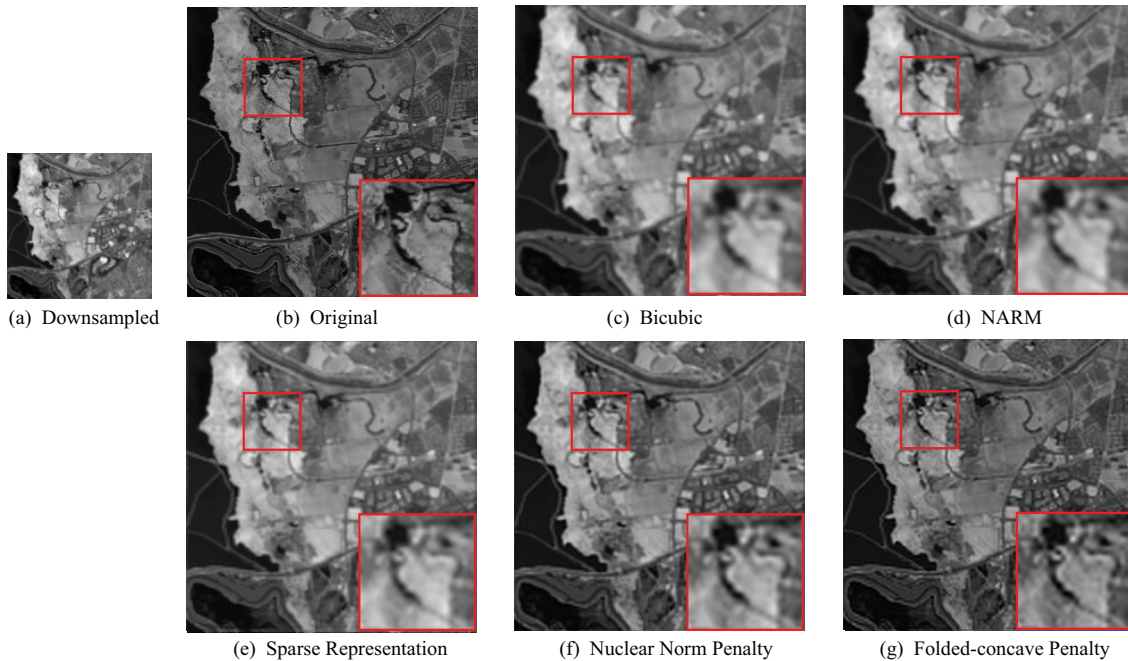 (a) Downsampled
(b) Original
(c) Bicubic
(d) NARM
(e) Sparse Representation
(f) Nuclear Norm Penalty
(g) Folded-concave Penalty